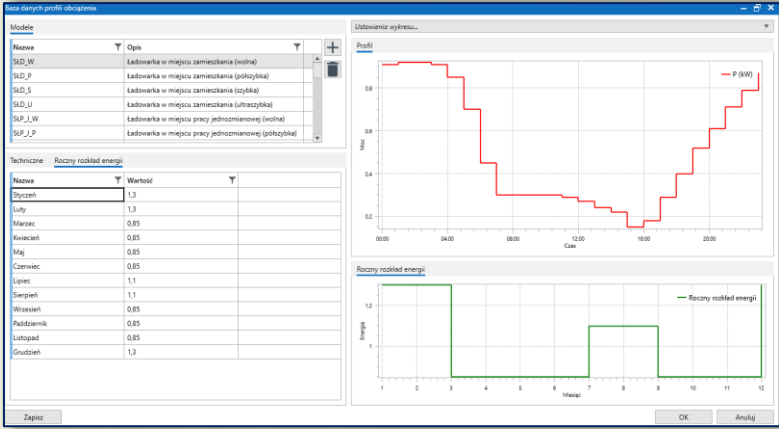 Baza danych profili obciążenia
Modele
Nazwa Opis
SŁD_W Ładowarka w miejscu zamieszkania (wolna)
SŁD_P Ładowarka w miejscu zamieszkania (półszybka)
SŁD_S Ładowarka w miejscu zamieszkania (szybka)
SŁD_U Ładowarka w miejscu zamieszkania (ultraszybka)
SŁP_J_W Ładowarka w miejscu pracy jednozmianowej (wolna)
SŁP_J_P Ładowarka w miejscu pracy jednozmianowej (półszybka)
Techniczne Roczny rozkład energii
Nazwa Wartość
Styczeń 1,3
Luty 1,3
Marzec 0,85
Kwiecień 0,85
Maj 0,85
Czerwiec 0,85
Lipiec 1,1
Sierpień 1,1
Wrzesień 0,85
Październik 0,85
Listopad 0,85
Grudzień 1,3
Zapisz
Ustawienia wykresu...
Profil
P (kW)
0.8
0.6
0.4
0.2
Moc
00:00 04:00 08:00 12:00 16:00 20:00
Czas
Roczny rozkład energii
Roczny rozkład energii
1.2
1
Energia
1 2 3 4 5 6 7 8 9 10 11 12
Miesiąc
OK Anuluj